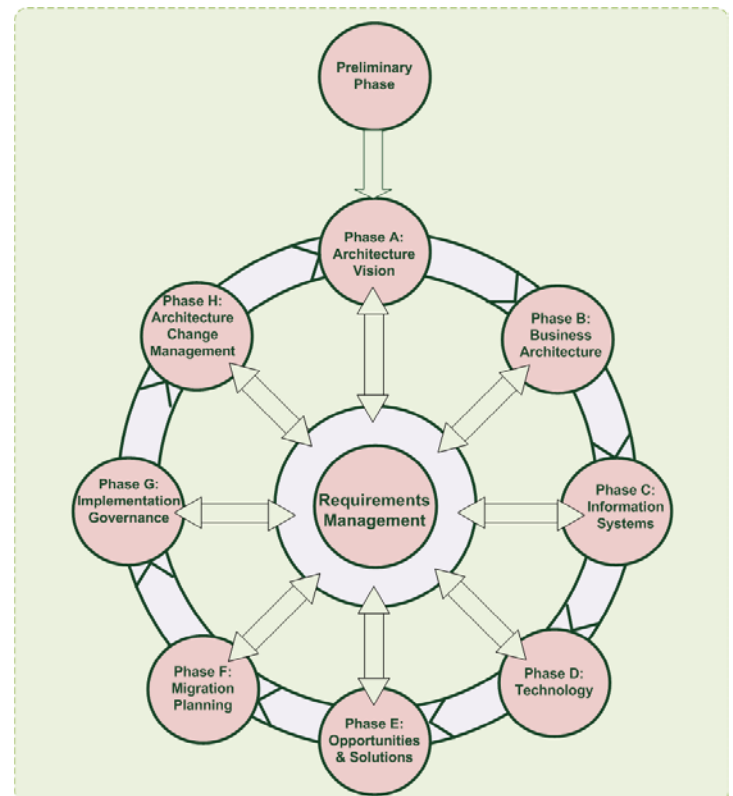 Preliminary
Phase
Phase A:
Architecture
Vision
Phase B:
Business
Architecture
Phase C:
Information
Systems
Phase D:
Technology
Phase E:
Opportunities
& Solutions
Phase F:
Migration
Planning
Phase G:
Implementation
Governance
Phase H:
Architecture
Change
Management
Requirements
Management